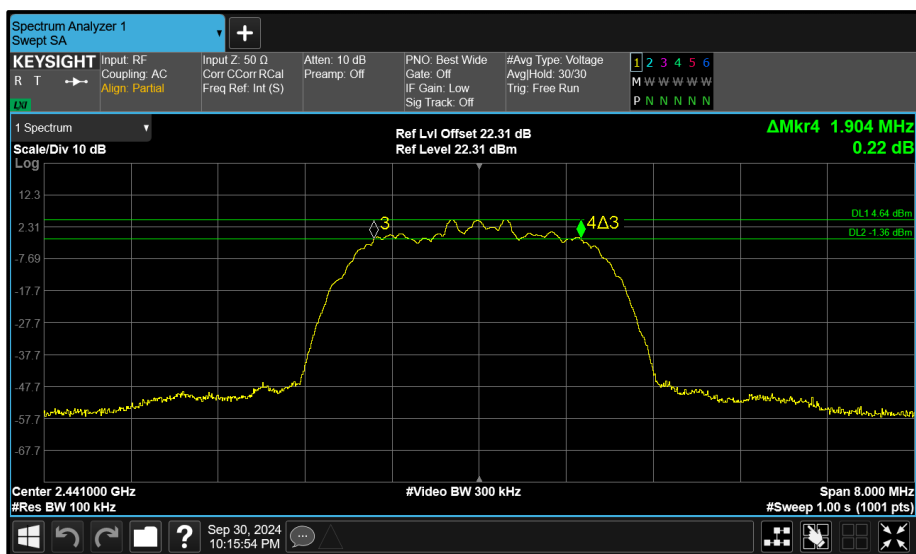 Spectrum Analyzer 1
Swept SA
+
KEYSIGHT
R T
LXI
Input: RF
Coupling: AC
Align: Partial
Input Z: 50 Ω
Corr CCorr RCal
Freq Ref: Int (S)
Atten: 10 dB
Preamp: Off
PNO: Best Wide
Gate: Off
IF Gain: Low
Sig Track: Off
#Avg Type: Voltage
Avg|Hold: 30/30
Trig: Free Run
1 2 3 4 5 6
M W W W W W
P N N N N N
1 Spectrum
Scale/Div 10 dB
Ref Lvl Offset 22.31 dB
Ref Level 22.31 dBm
ΔMkr4 1.904 MHz
0.22 dB
Log
12.3
2.31
-7.69
-17.7
-27.7
-37.7
-47.7
-57.7
-67.7
3
4Δ3
DL1 4.64 dBm
DL2 -1.36 dBm
Center 2.441000 GHz
#Res BW 100 kHz
#Video BW 300 kHz
Span 8.000 MHz
#Sweep 1.00 s (1001 pts)
?
Sep 30, 2024
10:15:54 PM